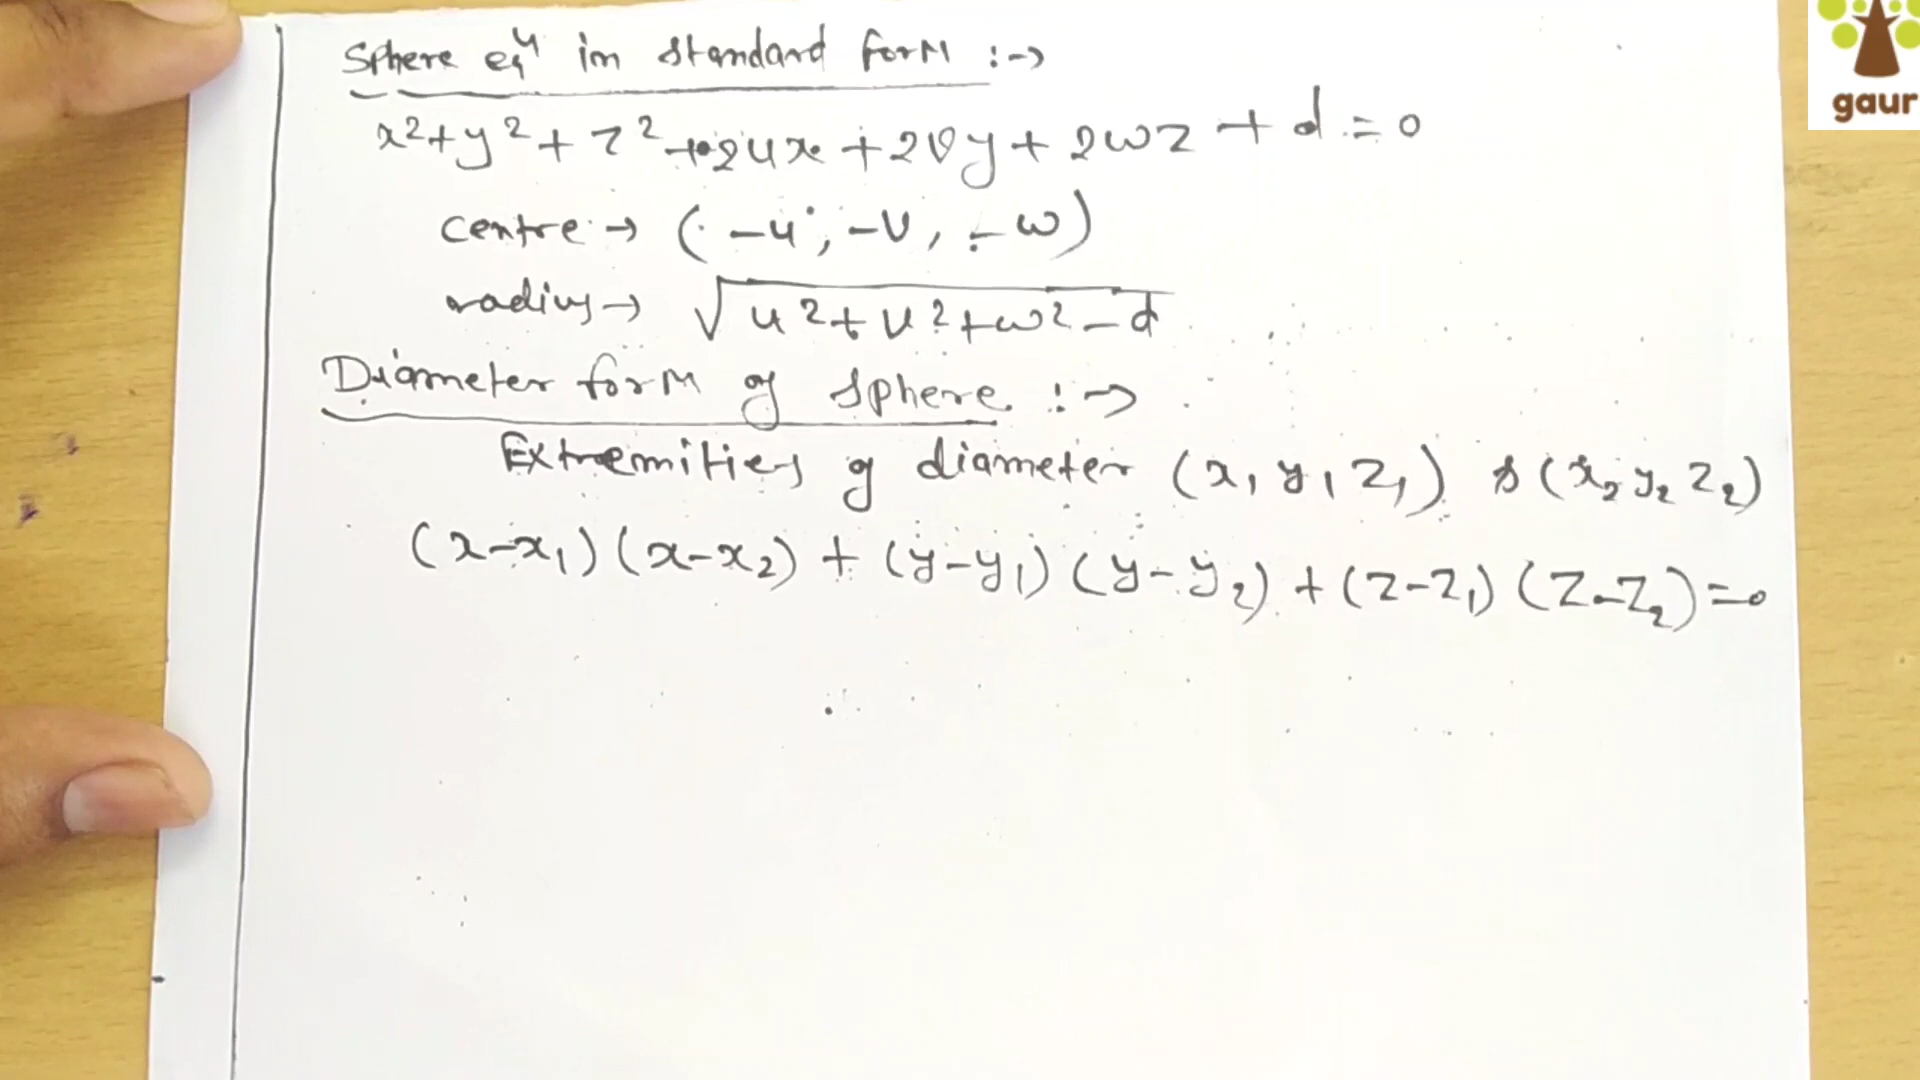 Sphere eqⁿ in standard form :→
x²+y²+z²+2ux+2vy+2wz+d=0
centre → (-u, -v, -w)
radius → √u²+v²+w²-d
Diameter form of sphere :→
Extremities of diameter (x₁ y₁ z₁) & (x₂ y₂ z₂)
(x-x₁)(x-x₂)+(y-y₁)(y-y₂)+(z-z₁)(z-z₂)=0
gaur